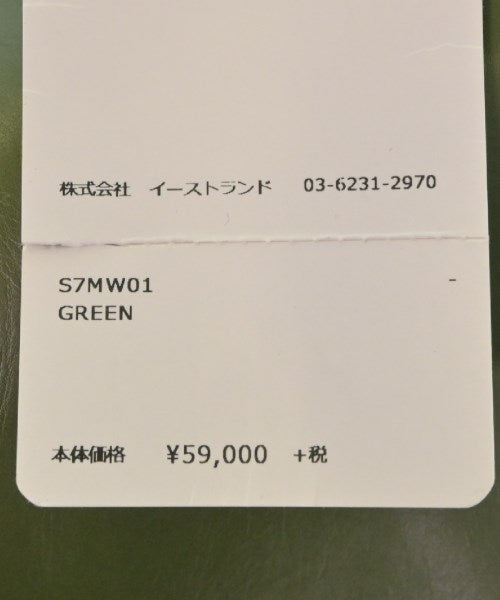 株式会社 イーストランド 03-6231-2970
S7MW01 -
GREEN
本体価格 ¥59,000 +税